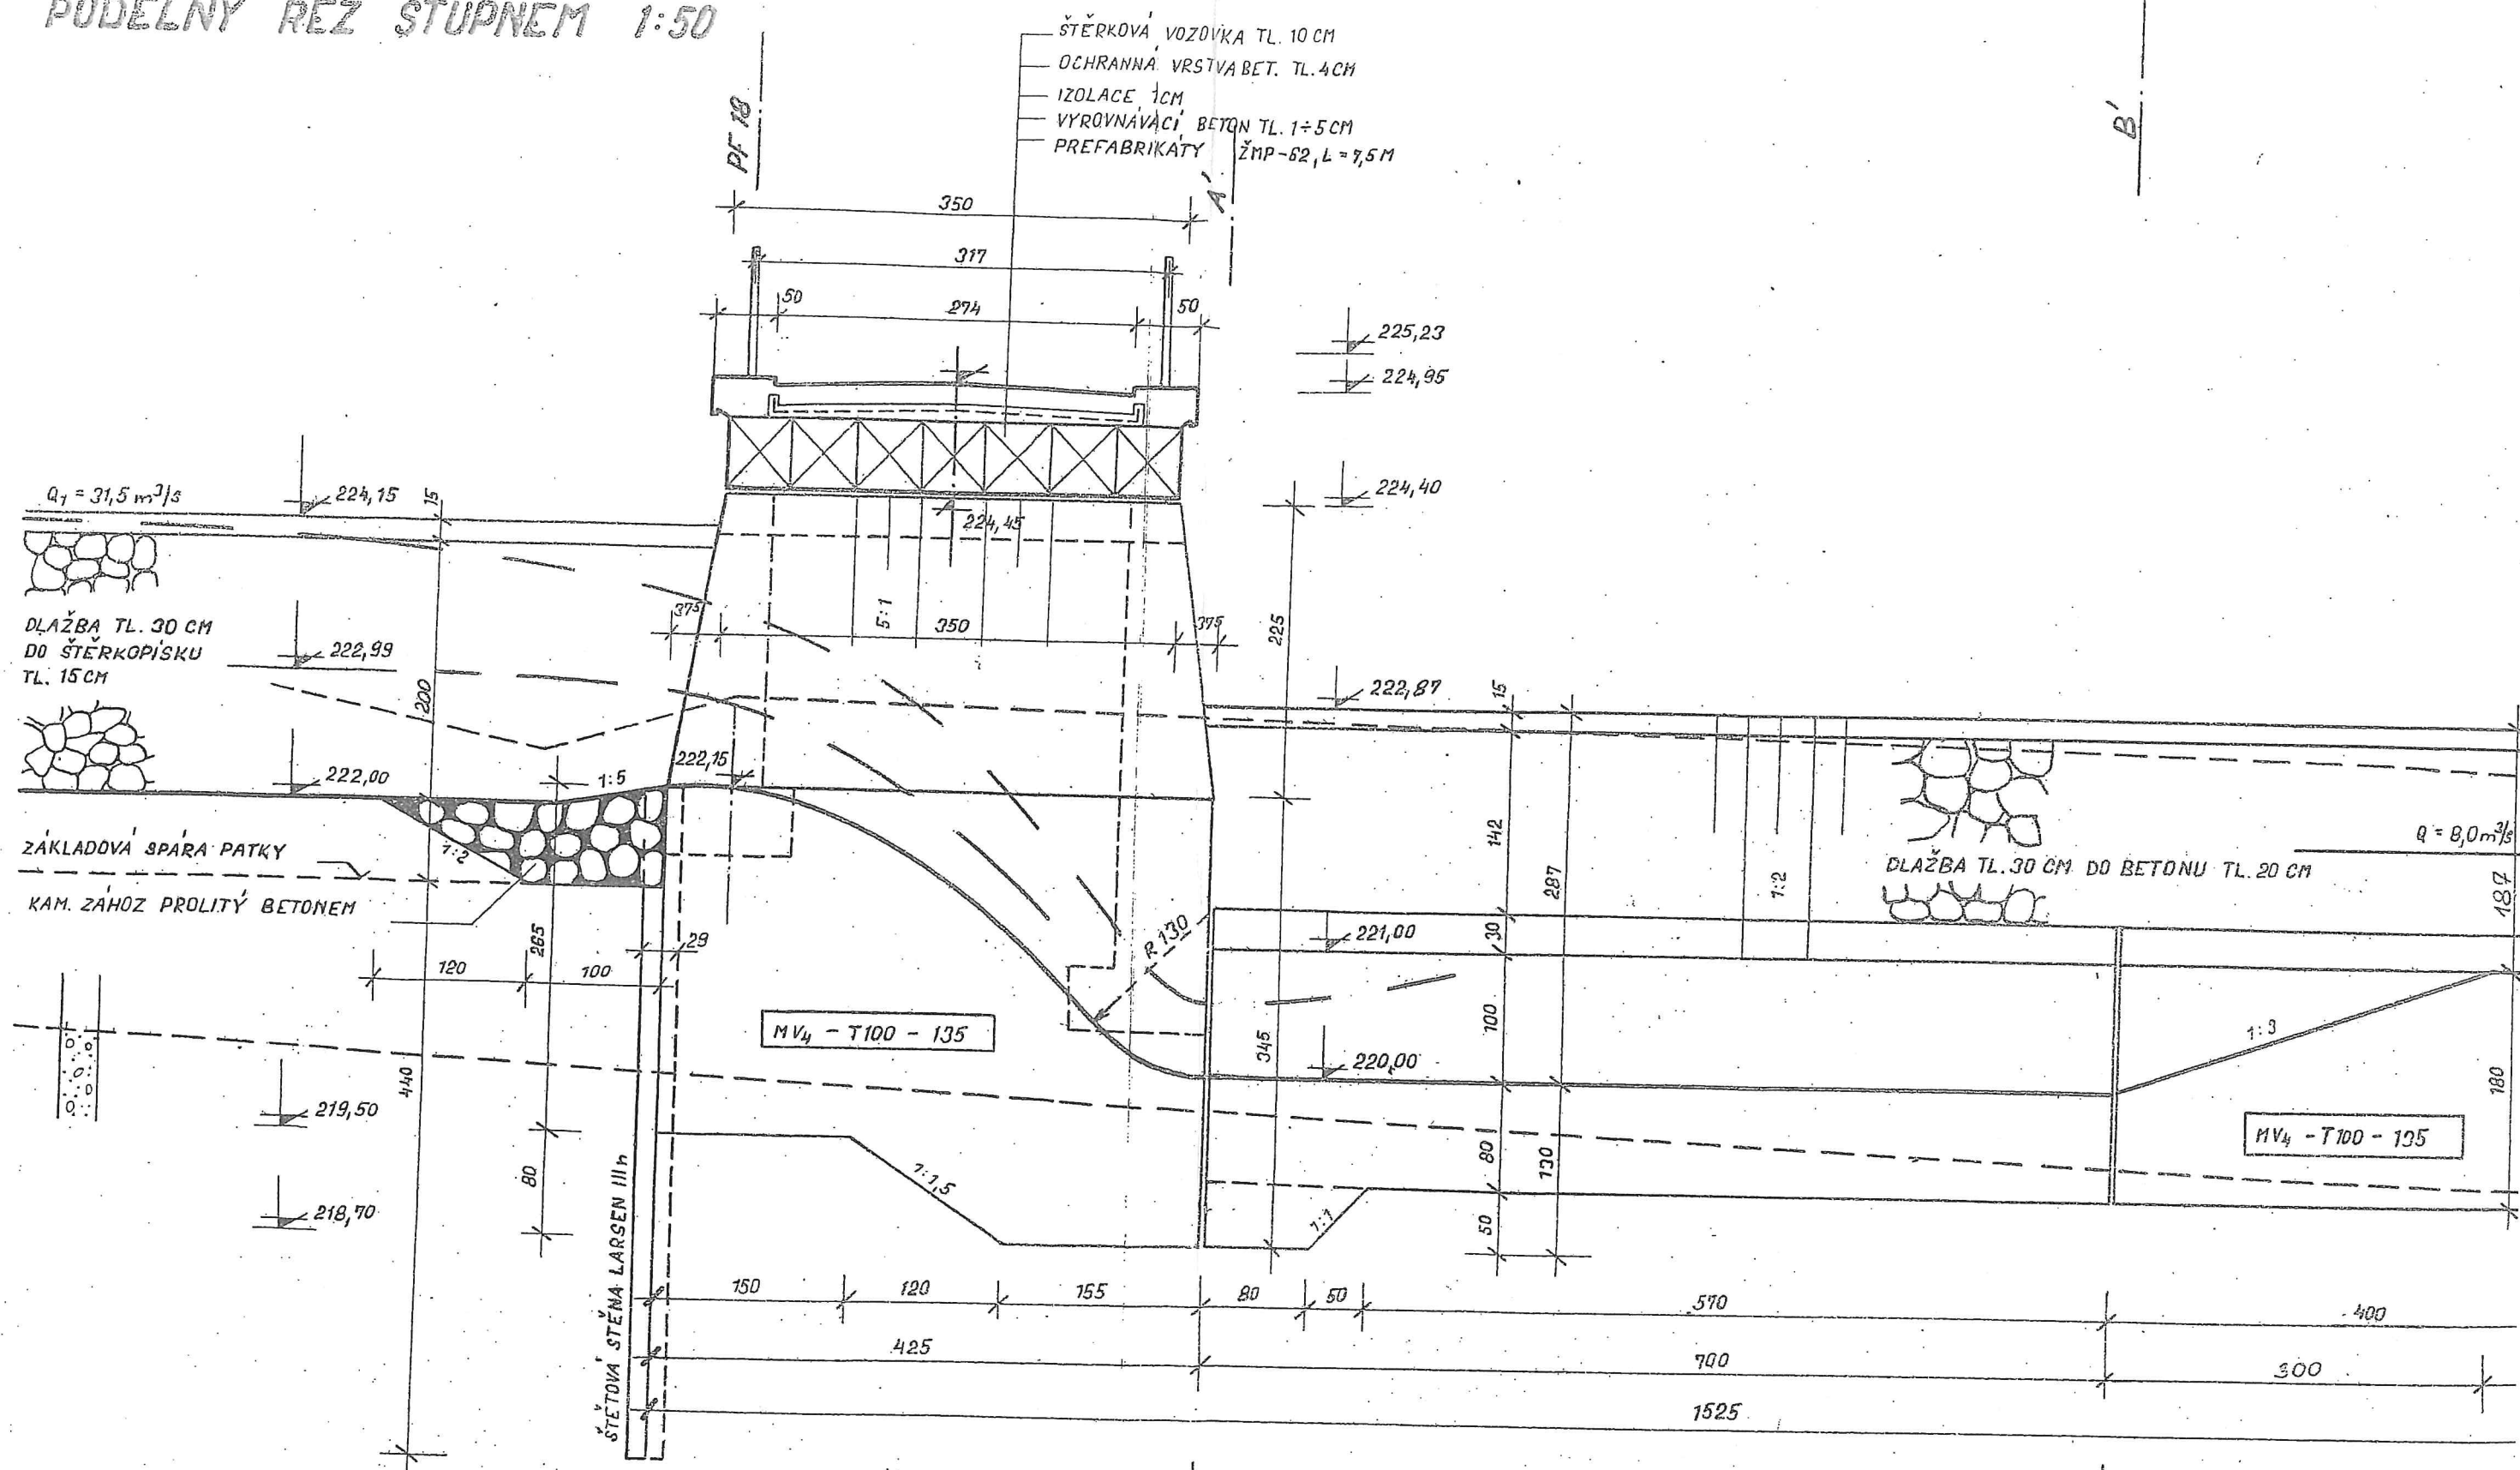 PODÉLNÝ ŘEZ STUPNĚM 1:50
ŠTĚRKOVÁ VOZOVKA TL. 10 CM
OCHRANNÁ VRSTVA BET. TL. 4 CM
IZOLACE 1CM
VYROVNÁVACÍ BETON TL. 1÷5 CM
PREFABRIKÁTY ŽMP-62, L = 7,5 M
PF 18
A'
B'
350
317
50
274
50
225,23
224,95
224,40
224,45
Q₁ = 31,5 m³/s
224,15
15
DLAŽBA TL. 30 CM
DO ŠTĚRKOPÍSKU
TL. 15 CM
222,99
200
375
5:1
350
375
225
222,87
15
222,00
1:5
222,15
ZÁKLADOVÁ SPÁRA PATKY
1:2
KAM. ZÁHOZ PROLITÝ BETONEM
142
287
1:2
Q = 8,0 m³/s
DLAŽBA TL. 30 CM DO BETONU TL. 20 CM
187
265
29
120
100
R 130
221,00
30
MV₄ - T100 - 135
100
345
220,00
1:3
440
219,50
80
218,70
1:1,5
1:1
80
130
50
180
MV₄ - T100 - 135
ŠTĚTOVÁ STĚNA LARSEN IIIn
150
120
155
80
50
570
400
425
700
300
1525